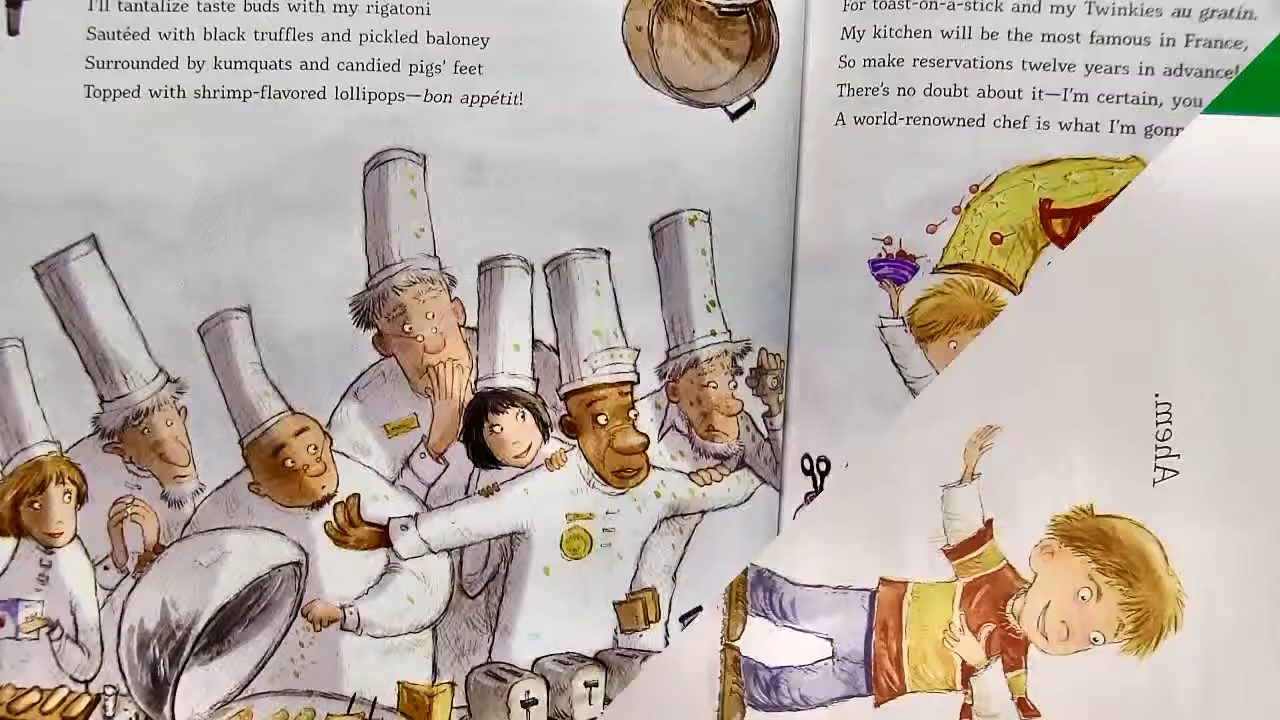 I'll tantalize taste buds with my rigatoni
Sautéed with black truffles and pickled baloney
Surrounded by kumquats and candied pigs' feet
Topped with shrimp-flavored lollipops—bon appétit!
For toast-on-a-stick and my Twinkies au gratin.
My kitchen will be the most famous in France,
So make reservations twelve years in advance!
There's no doubt about it—I'm certain, you
A world-renowned chef is what I'm gonn
Ahem.